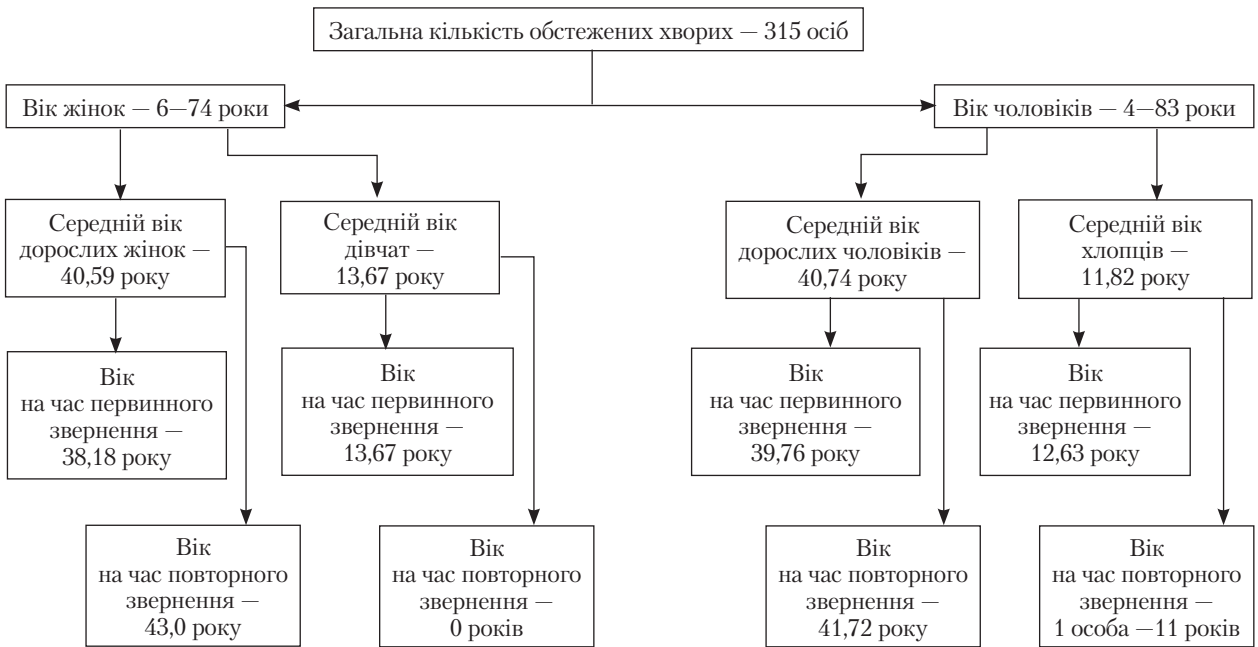 Загальна кількість обстежених хворих — 315 осіб
Вік жінок — 6—74 роки
Вік чоловіків — 4—83 роки
Середній вік
дорослих жінок —
40,59 року
Середній вік
дівчат —
13,67 року
Середній вік
дорослих чоловіків —
40,74 року
Середній вік
хлопців —
11,82 року
Вік
на час первинного
звернення —
38,18 року
Вік
на час первинного
звернення —
13,67 року
Вік
на час первинного
звернення —
39,76 року
Вік
на час первинного
звернення —
12,63 року
Вік
на час повторного
звернення —
43,0 року
Вік
на час повторного
звернення —
0 років
Вік
на час повторного
звернення —
41,72 року
Вік
на час повторного
звернення —
1 особа —11 років